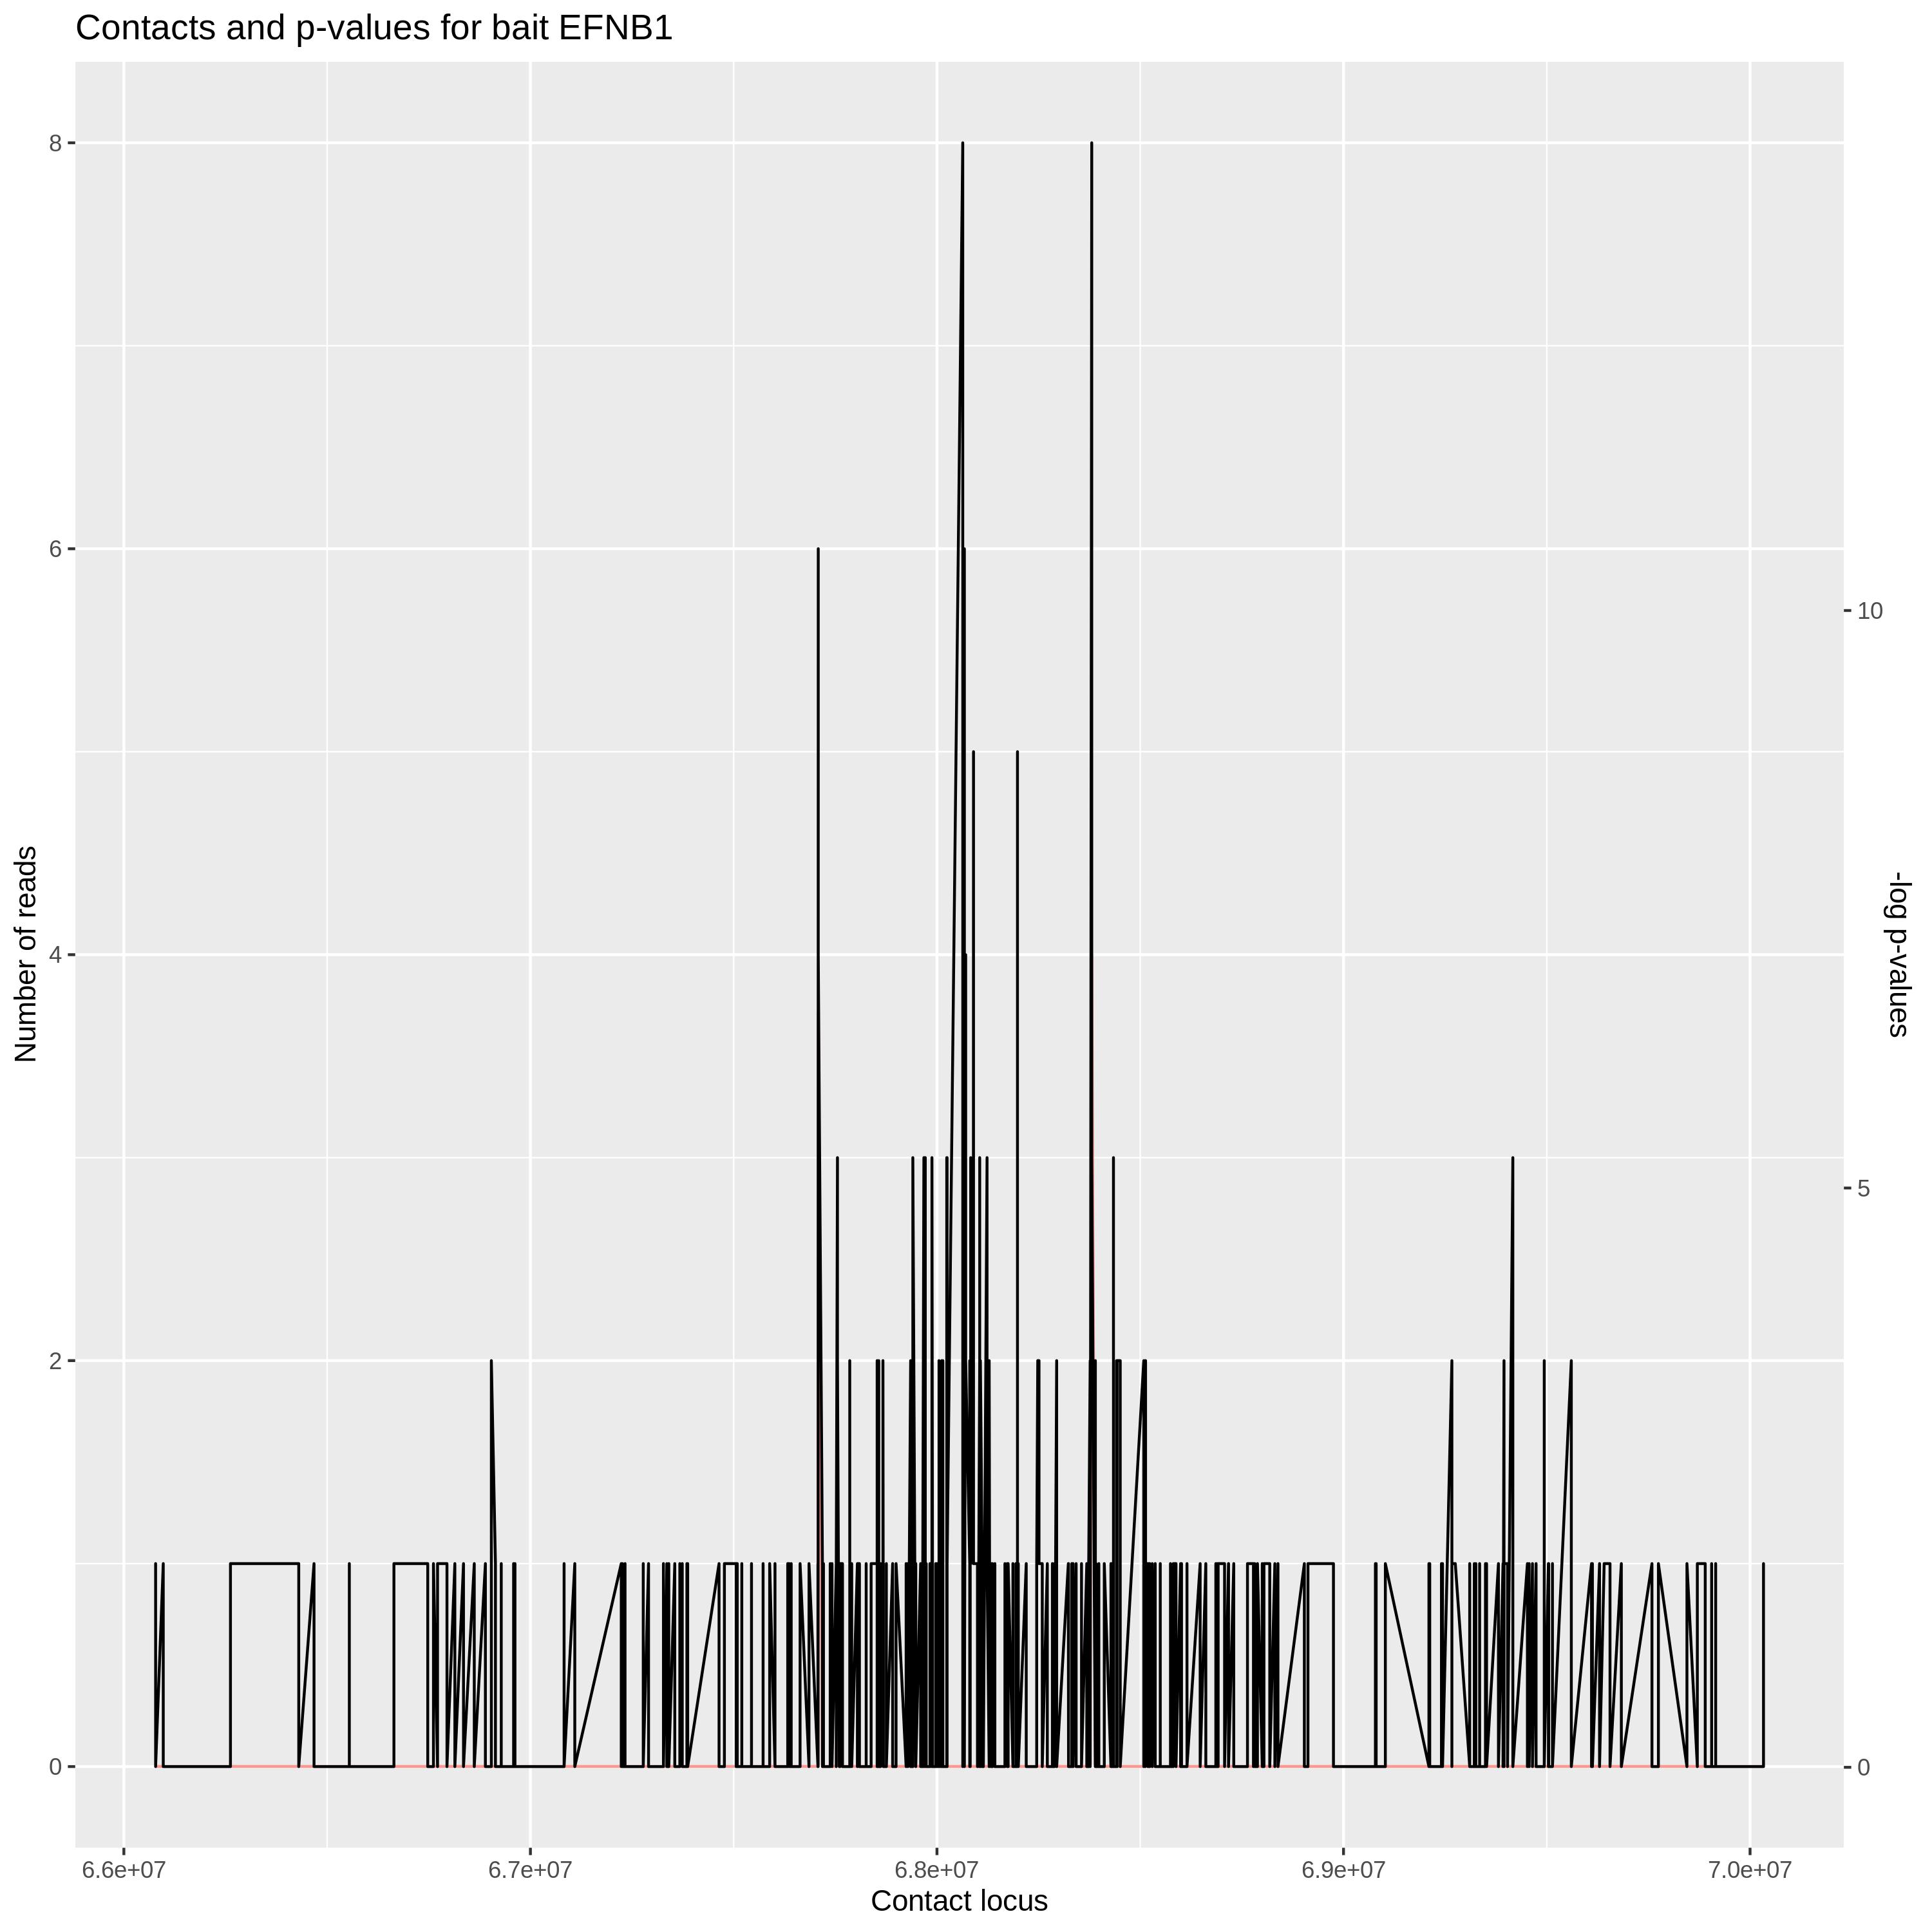 Contacts and p-values for bait EFNB1
8
6
4
2
0
Number of reads
10
5
0
-log p-values
6.6e+07 6.7e+07 6.8e+07 6.9e+07 7.0e+07
Contact locus